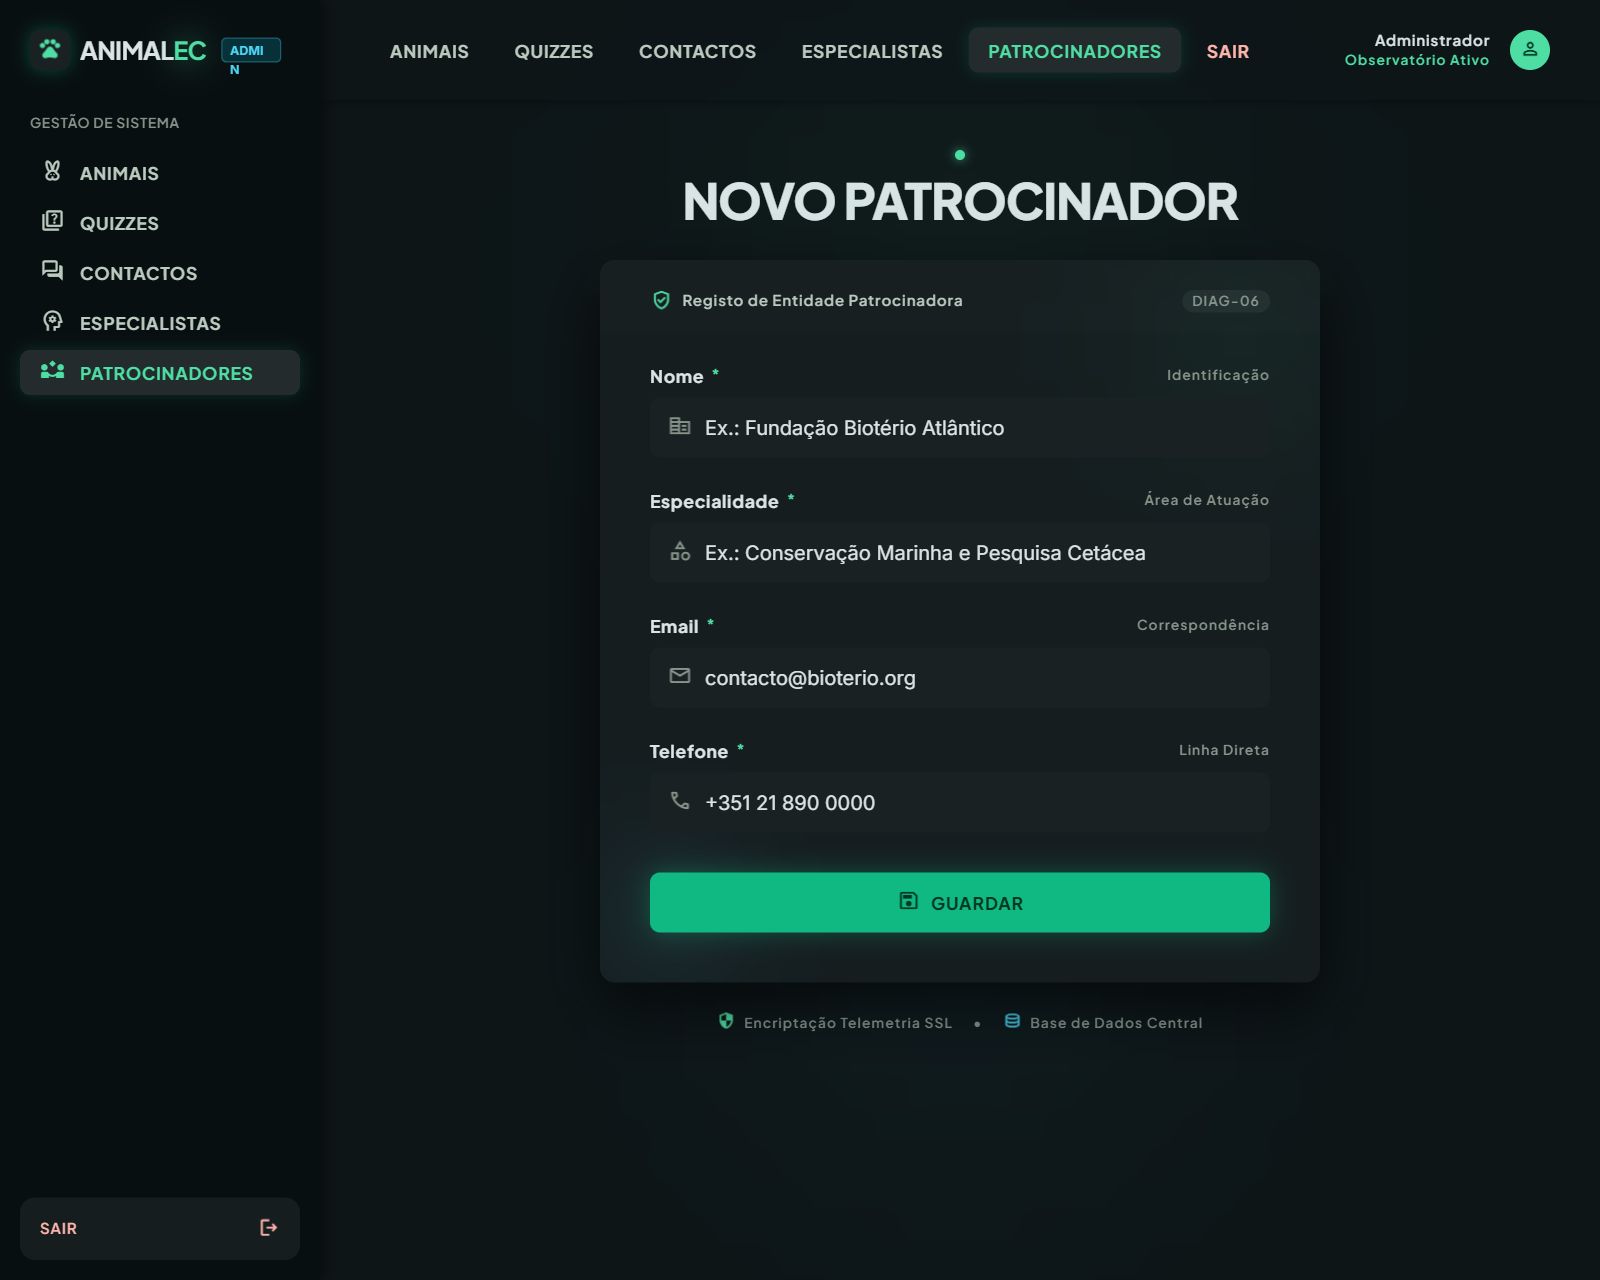 ANIMALEC
ADMI
N
GESTÃO DE SISTEMA
ANIMAIS
QUIZZES
CONTACTOS
ESPECIALISTAS
PATROCINADORES
SAIR
ANIMAIS QUIZZES CONTACTOS ESPECIALISTAS PATROCINADORES SAIR
Administrador
Observatório Ativo
NOVO PATROCINADOR
Registo de Entidade Patrocinadora DIAG-06
Nome * Identificação
Ex.: Fundação Biotério Atlântico
Especialidade * Área de Atuação
Ex.: Conservação Marinha e Pesquisa Cetácea
Email * Correspondência
contacto@bioterio.org
Telefone * Linha Direta
+351 21 890 0000
GUARDAR
Encriptação Telemetria SSL • Base de Dados Central